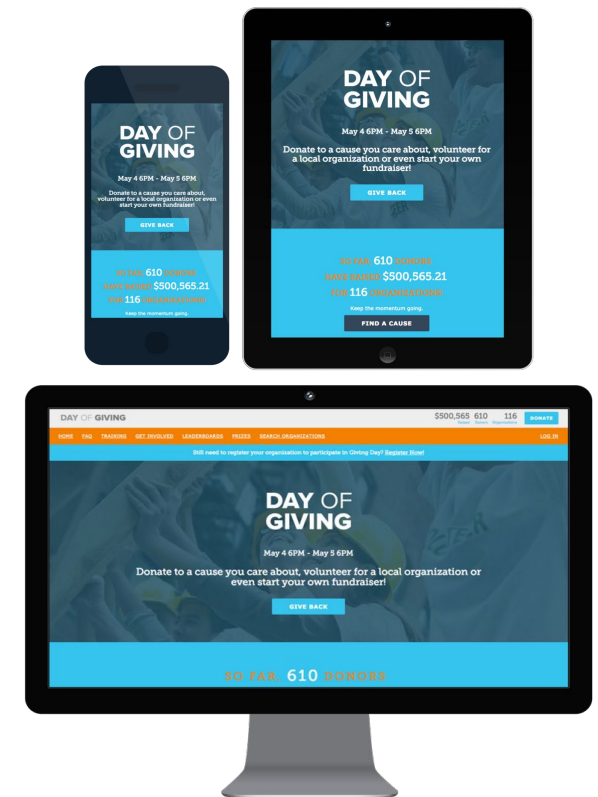 DAY OF
GIVING
May 4 6PM - May 5 6PM
Donate to a cause you care about,
volunteer for a local organization or even
start your own fundraiser!
GIVE BACK
SO FAR, 610 DONORS
HAVE RAISED $500,565.21
FOR 116 ORGANIZATIONS!
Keep the momentum going.
DAY OF
GIVING
May 4 6PM - May 5 6PM
Donate to a cause you care about, volunteer for
a local organization or even start your own
fundraiser!
GIVE BACK
SO FAR, 610 DONORS
HAVE RAISED $500,565.21
FOR 116 ORGANIZATIONS!
Keep the momentum going.
FIND A CAUSE
DAY OF GIVING
$500,565 610 116
Raised Donors Organizations
DONATE
HOME FAQ TRAINING GET INVOLVED LEADERBOARDS PRIZES SEARCH ORGANIZATIONS LOG IN
Still need to register your organization to participate in Giving Day? Register Now!
DAY OF
GIVING
May 4 6PM - May 5 6PM
Donate to a cause you care about, volunteer for a local organization or
even start your own fundraiser!
GIVE BACK
SO FAR, 610 DONORS